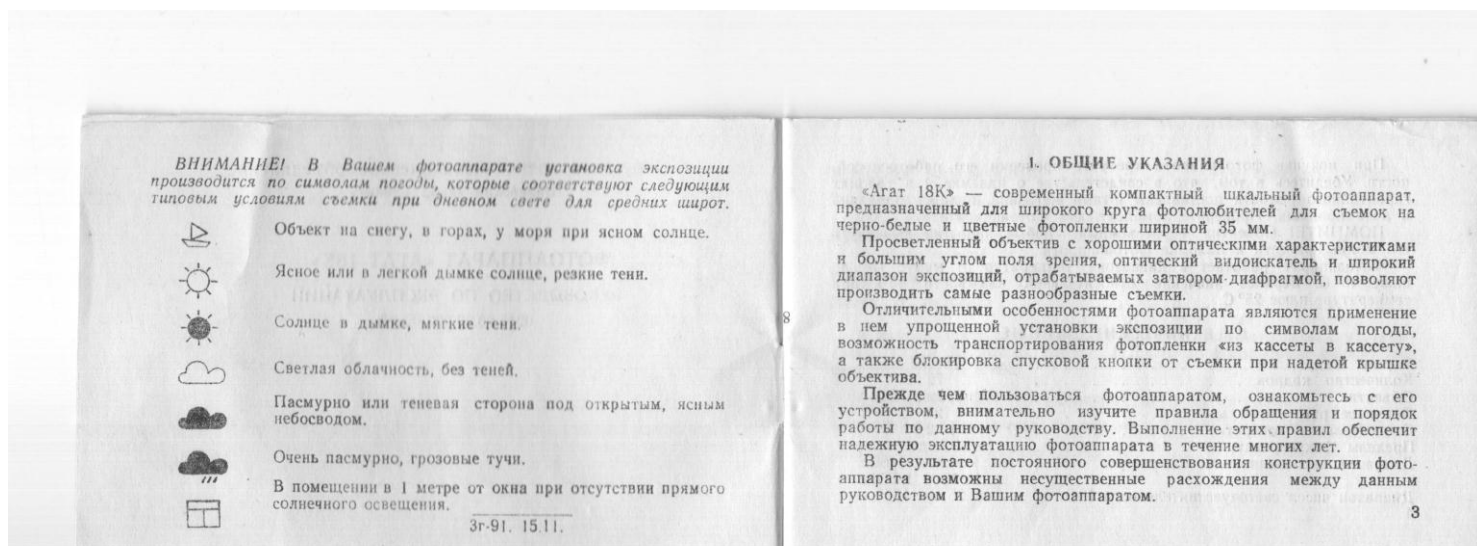 ВНИМАНИЕ! В Вашем фотоаппарате установка экспозиции
производится по символам погоды, которые соответствуют следующим
типовым условиям съемки при дневном свете для средних широт.
Объект на снегу, в горах, у моря при ясном солнце.
Ясное или в легкой дымке солнце, резкие тени.
Солнце в дымке, мягкие тени.
Светлая облачность, без теней.
Пасмурно или теневая сторона под открытым, ясным
небосводом.
Очень пасмурно, грозовые тучи.
В помещении в 1 метре от окна при отсутствии прямого
солнечного освещения.
Зг-91. 15.11.
8
1. ОБЩИЕ УКАЗАНИЯ
«Агат 18К» — современный компактный шкальный фотоаппарат,
предназначенный для широкого круга фотолюбителей для съемок на
черно-белые и цветные фотопленки шириной 35 мм.
Просветленный объектив с хорошими оптическими характеристиками
и большим углом поля зрения, оптический видоискатель и широкий
диапазон экспозиций, отрабатываемых затвором-диафрагмой, позволяют
производить самые разнообразные съемки.
Отличительными особенностями фотоаппарата являются применение
в нем упрощенной установки экспозиции по символам погоды,
возможность транспортирования фотопленки «из кассеты в кассету»,
а также блокировка спусковой кнопки от съемки при надетой крышке
объектива.
Прежде чем пользоваться фотоаппаратом, ознакомьтесь с его
устройством, внимательно изучите правила обращения и порядок
работы по данному руководству. Выполнение этих правил обеспечит
надежную эксплуатацию фотоаппарата в течение многих лет.
В результате постоянного совершенствования конструкции фото-
аппарата возможны несущественные расхождения между данным
руководством и Вашим фотоаппаратом.
3